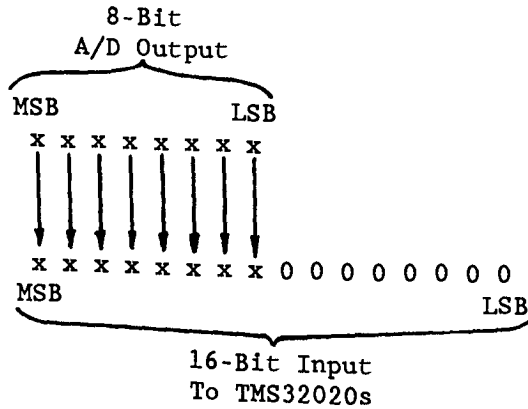 8-Bit
A/D Output
MSB LSB
x x x x x x x x
x x x x x x x x 0 0 0 0 0 0 0 0
MSB LSB
16-Bit Input
To TMS32020s